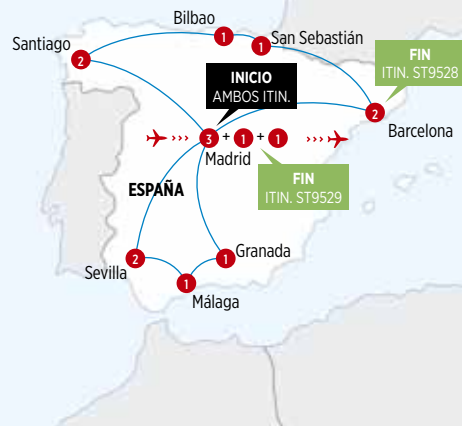 Bilbao
1
San Sebastián
1
Santiago
2
INICIO
AMBOS ITIN.
FIN
ITIN. ST9528
2
Barcelona
3 + 1 + 1
Madrid
FIN
ITIN. ST9529
ESPAÑA
Sevilla
2
Granada
1
1
Málaga